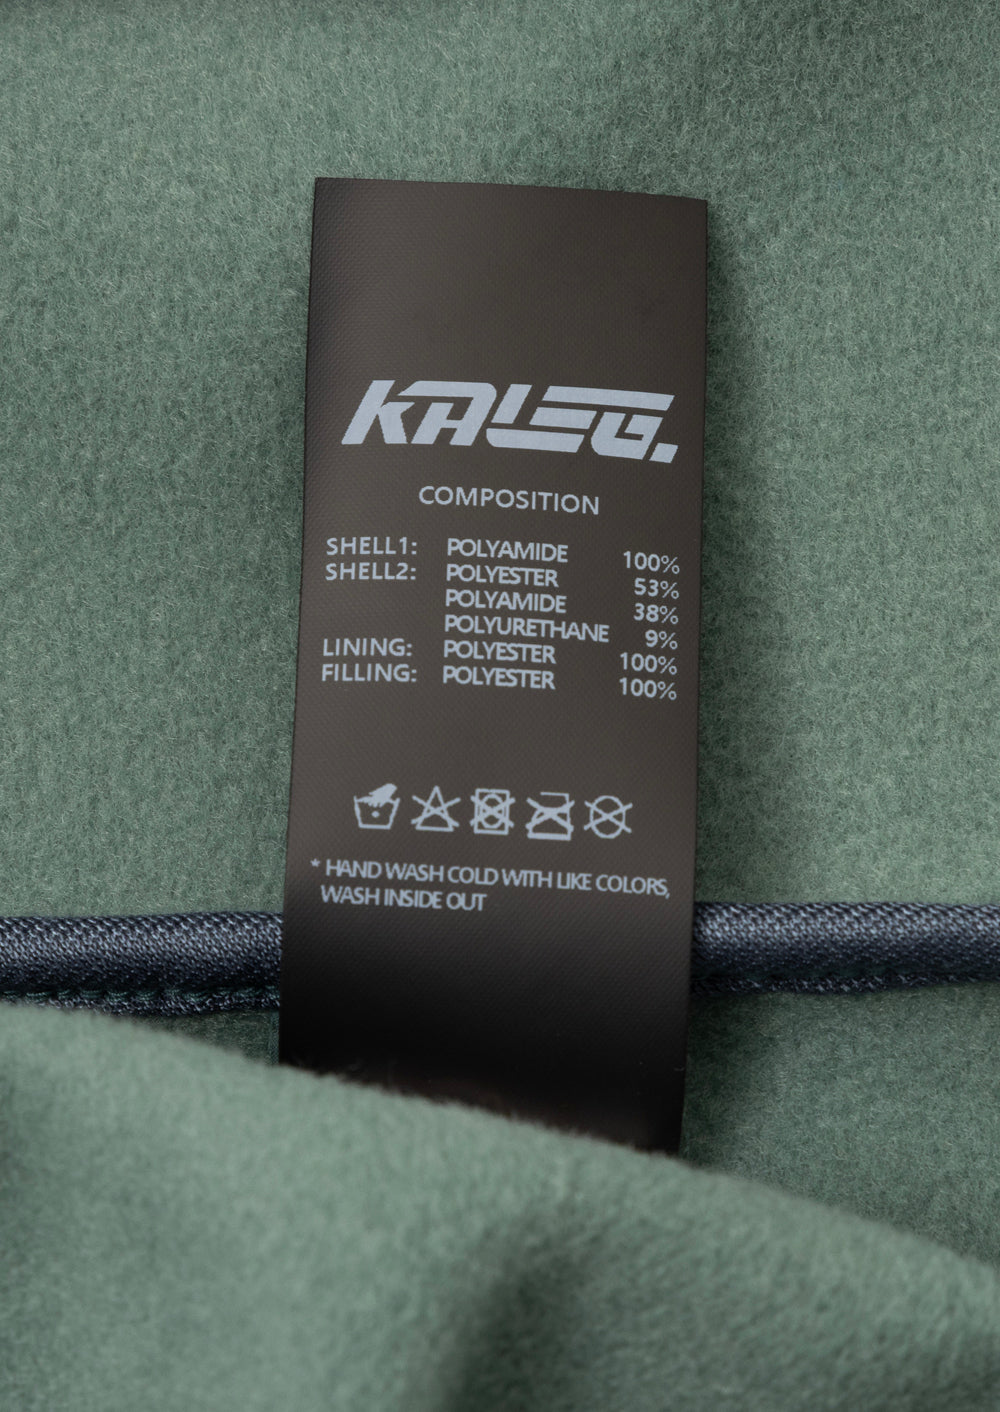 KALEG.
COMPOSITION
SHELL1: POLYAMIDE 100%
SHELL2: POLYESTER 53%
POLYAMIDE 38%
POLYURETHANE 9%
LINING: POLYESTER 100%
FILLING: POLYESTER 100%
* HAND WASH COLD WITH LIKE COLORS,
WASH INSIDE OUT